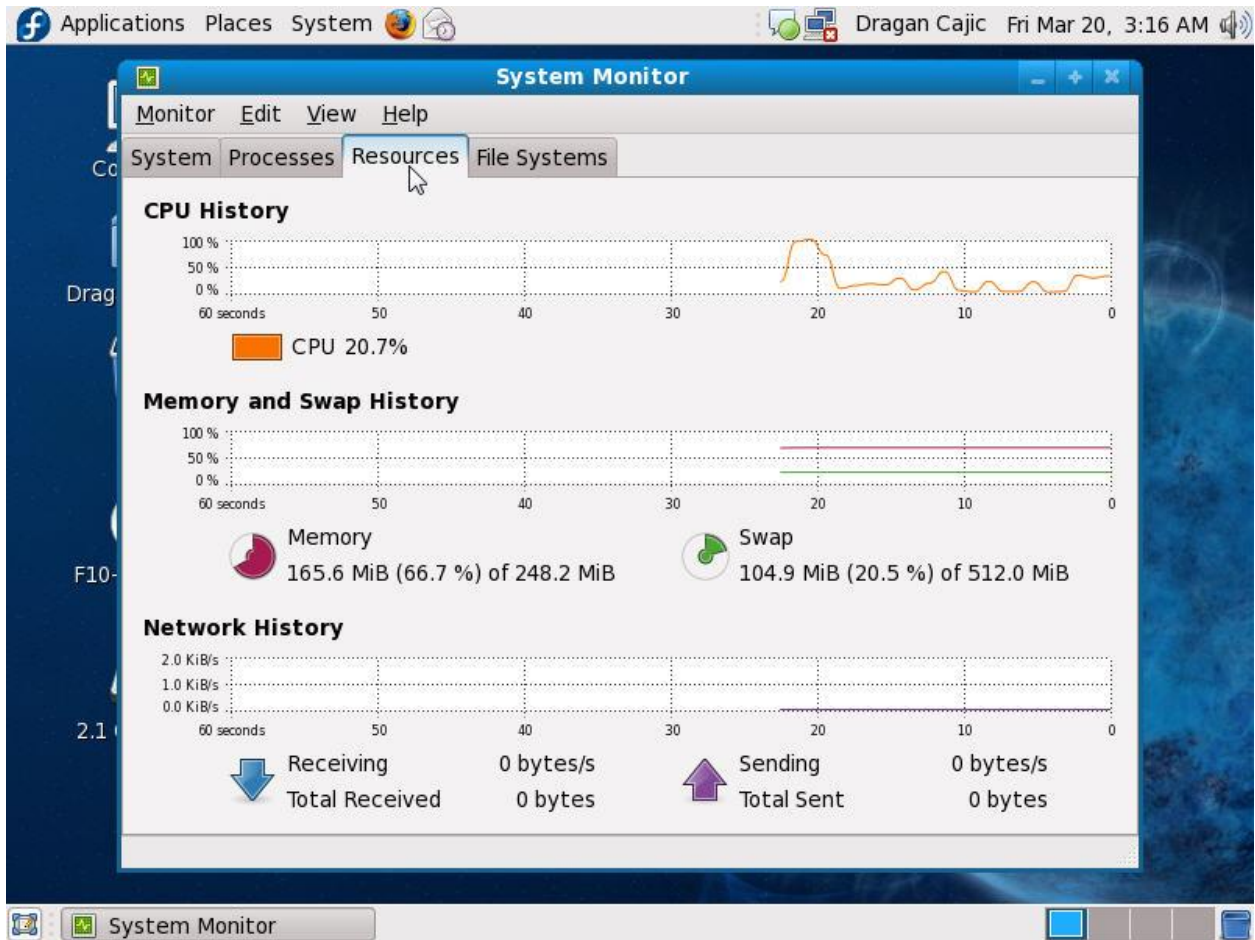 Applications Places System Dragan Cajic Fri Mar 20, 3:16 AM
System Monitor
Monitor Edit View Help
System Processes Resources File Systems
Co
Drag
F10-
2.1
CPU History
100 %
50 %
0 %
60 seconds 50 40 30 20 10 0
CPU 20.7%
Memory and Swap History
100 %
50 %
0 %
60 seconds 50 40 30 20 10 0
Memory
165.6 MiB (66.7 %) of 248.2 MiB
Swap
104.9 MiB (20.5 %) of 512.0 MiB
Network History
2.0 KiB/s
1.0 KiB/s
0.0 KiB/s
60 seconds 50 40 30 20 10 0
Receiving 0 bytes/s
Total Received 0 bytes
Sending 0 bytes/s
Total Sent 0 bytes
System Monitor